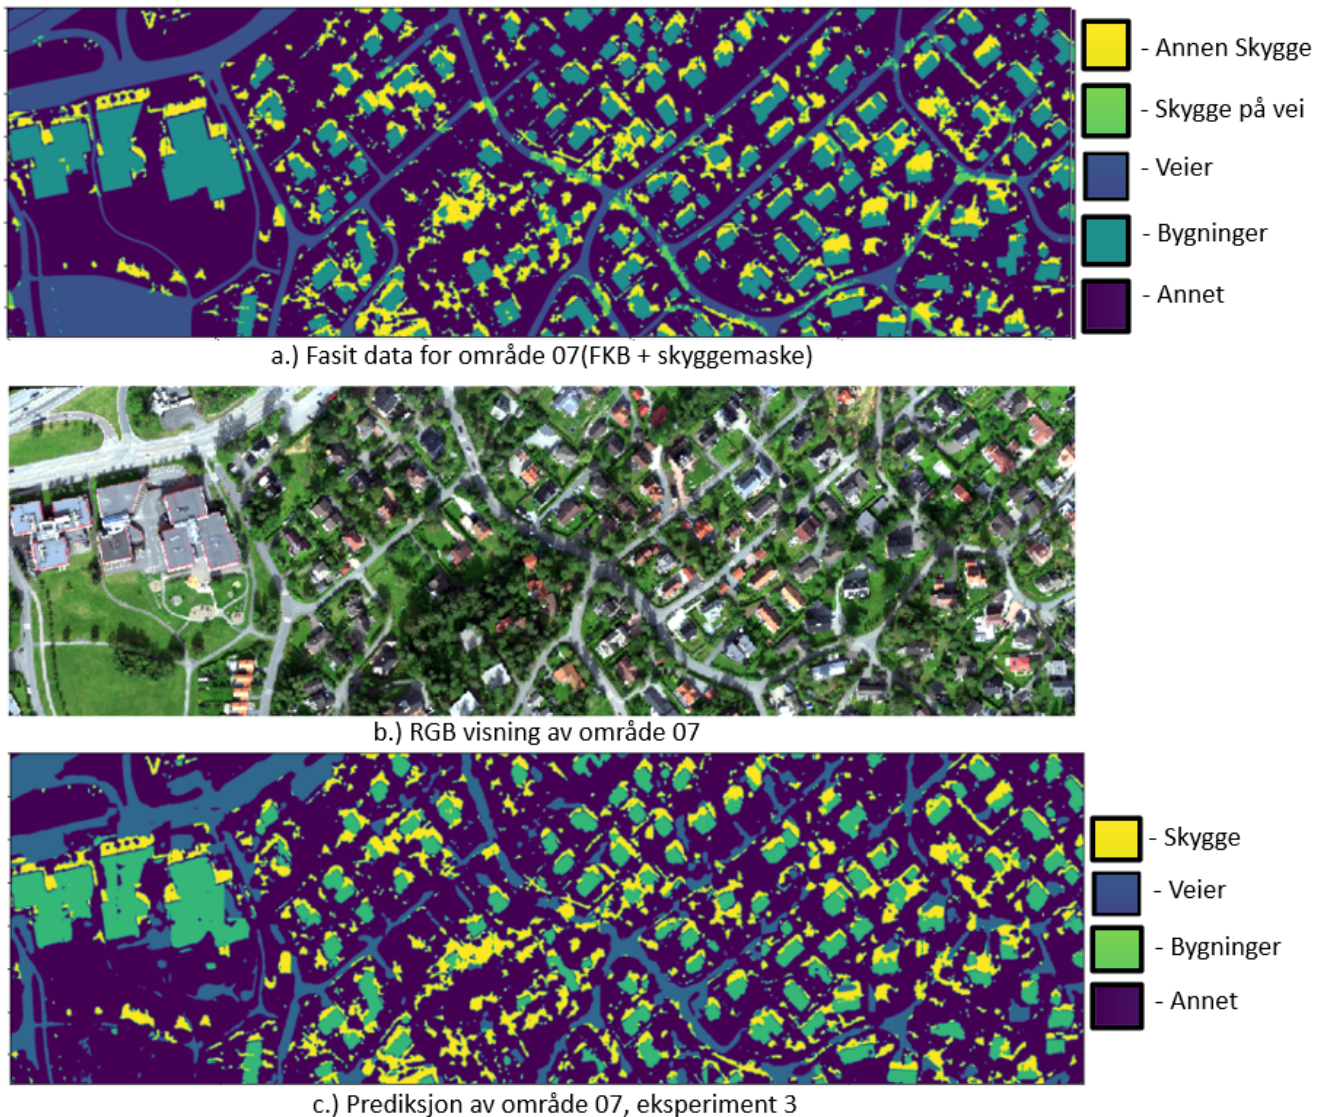 - Annen Skygge
- Skygge på vei
- Veier
- Bygninger
- Annet
a.) Fasit data for område 07(FKB + skyggemaske)
b.) RGB visning av område 07
- Skygge
- Veier
- Bygninger
- Annet
c.) Prediksjon av område 07, eksperiment 3